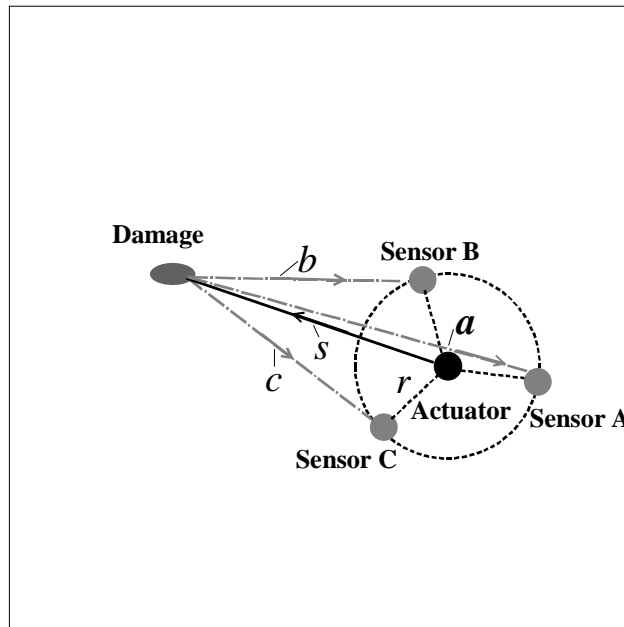 Damage
Sensor B
b
a
s
c
r
Actuator
Sensor A
Sensor C